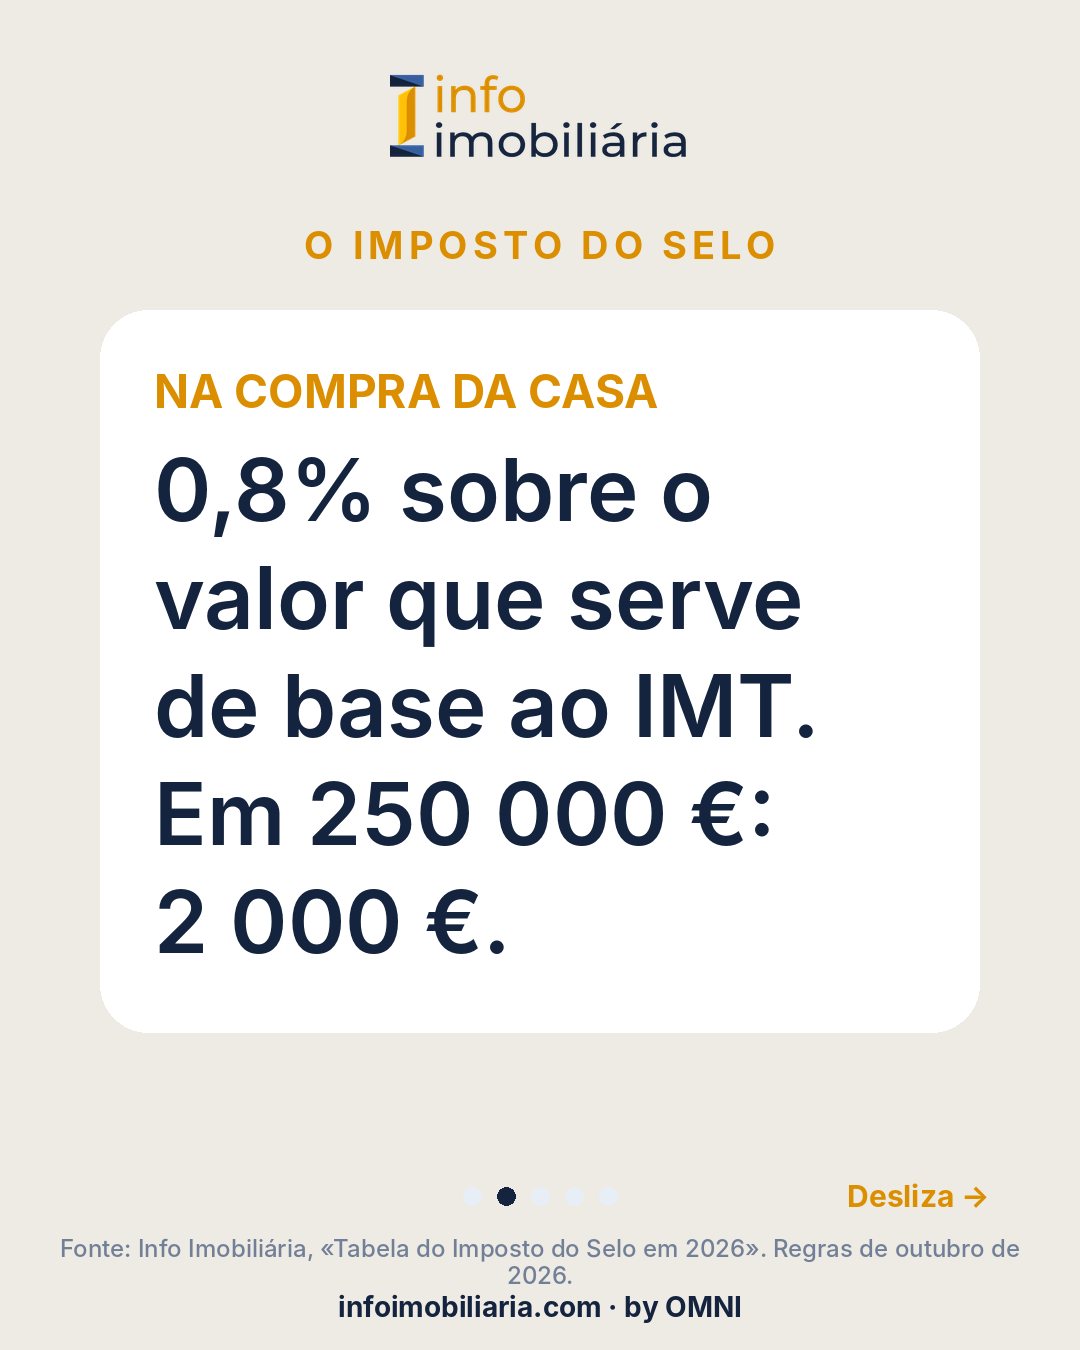 info
imobiliária
O IMPOSTO DO SELO
NA COMPRA DA CASA
0,8% sobre o
valor que serve
de base ao IMT.
Em 250 000 €:
2 000 €.
Desliza →
Fonte: Info Imobiliária, «Tabela do Imposto do Selo em 2026». Regras de outubro de
2026.
infoimobiliaria.com · by OMNI